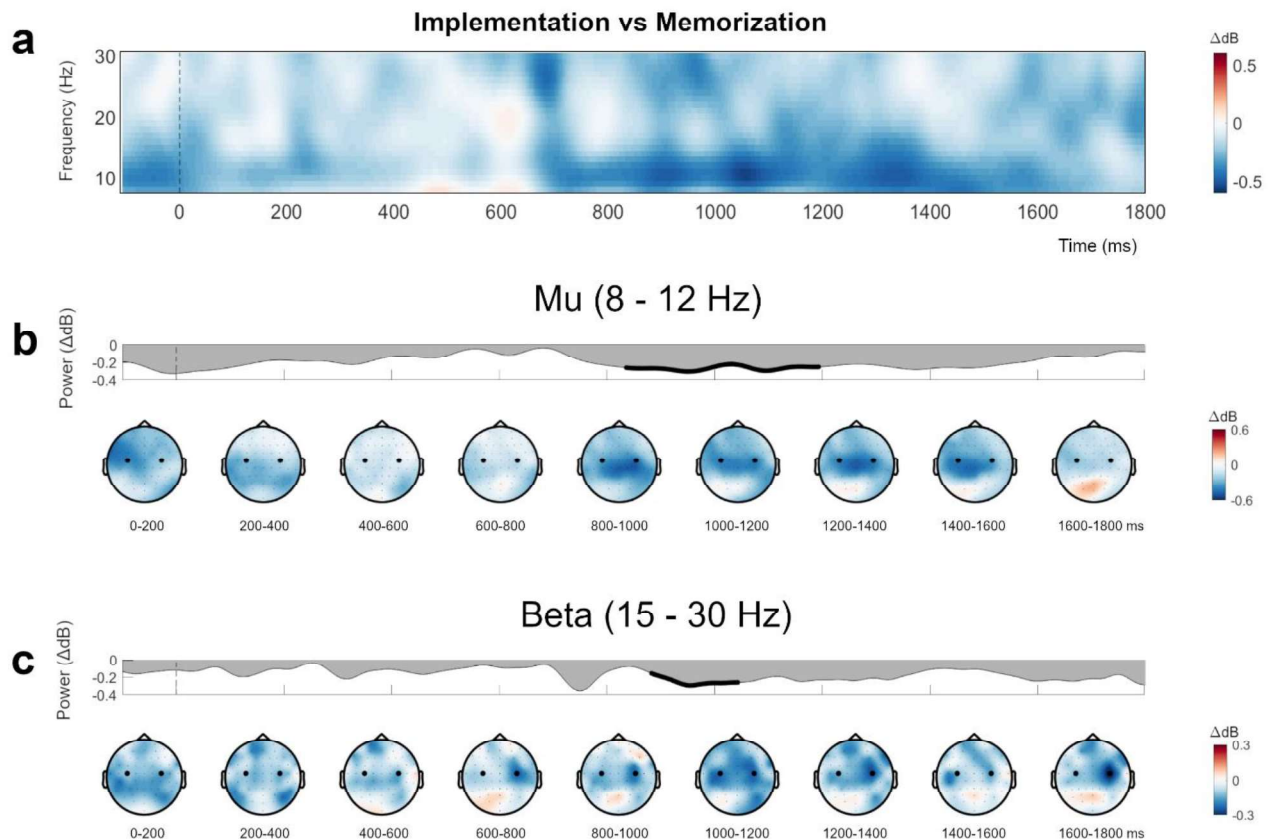 Implementation vs Memorization
a
ΔdB
0.5
0
-0.5
Frequency (Hz)
30
20
10
0 200 400 600 800 1000 1200 1400 1600 1800
Time (ms)
Mu (8 - 12 Hz)
b
Power (ΔdB)
0
-0.2
-0.4
ΔdB
0.6
0
-0.6
0-200 200-400 400-600 600-800 800-1000 1000-1200 1200-1400 1400-1600 1600-1800 ms
Beta (15 - 30 Hz)
c
Power (ΔdB)
0
-0.2
-0.4
ΔdB
0.3
0
-0.3
0-200 200-400 400-600 600-800 800-1000 1000-1200 1200-1400 1400-1600 1600-1800 ms